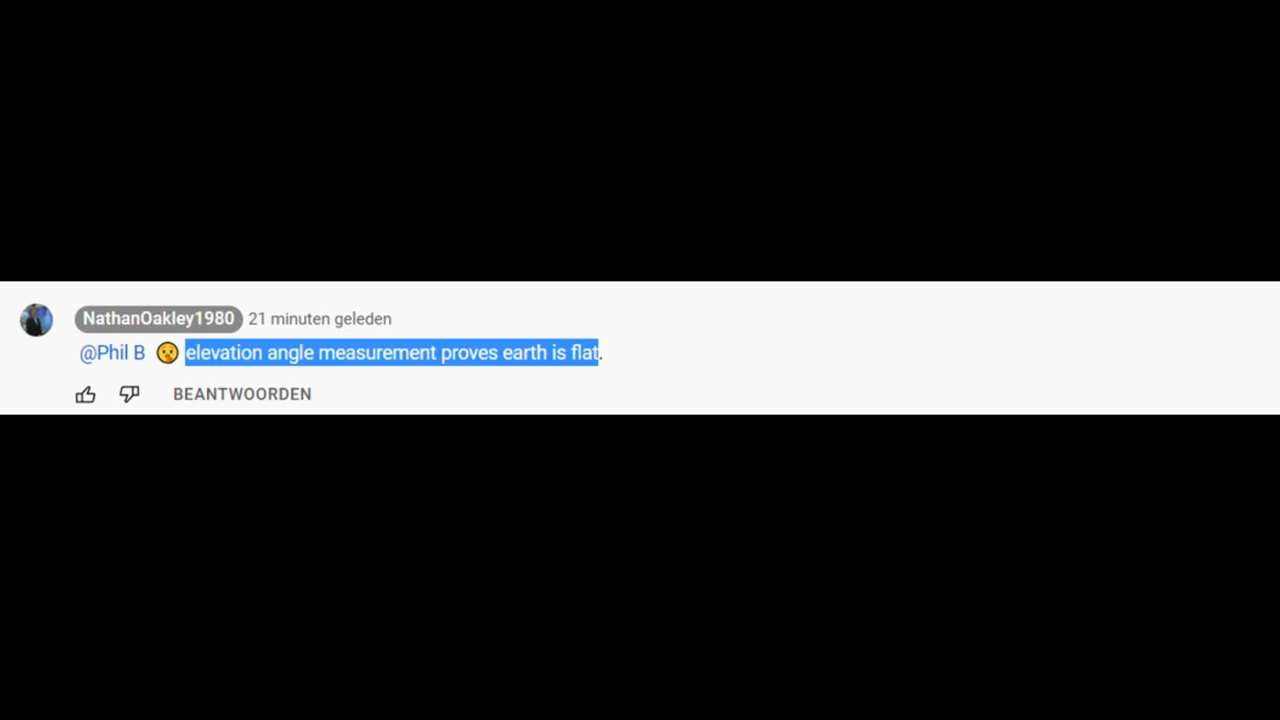 NathanOakley1980 21 minuten geleden
@Phil B 😯 elevation angle measurement proves earth is flat.
BEANTWOORDEN